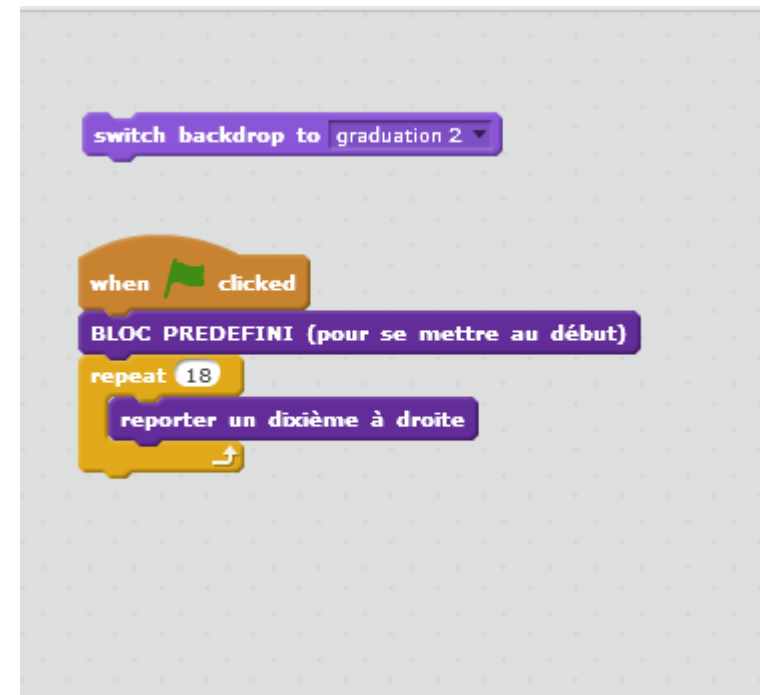 switch backdrop to graduation 2
when clicked
BLOC PREDEFINI (pour se mettre au début)
repeat 18
reporter un dixième à droite